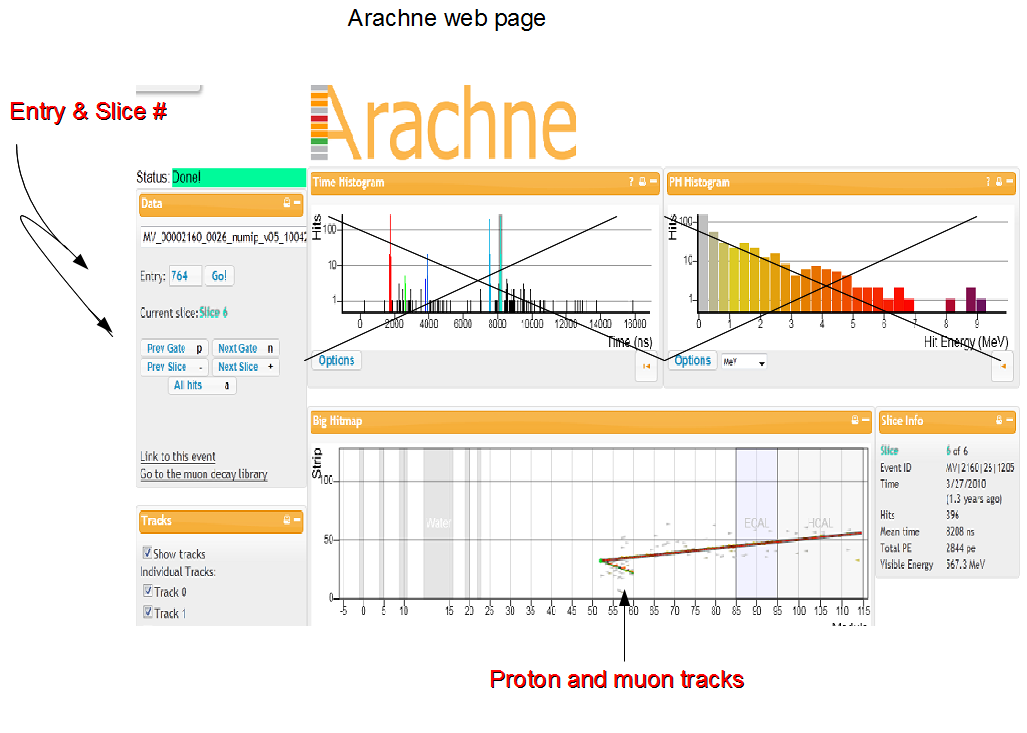 Arachne web page
Entry & Slice #
Arachne
Status: Done!
Data
MV_00002160_0026_numip_v05_1004
Entry: 764 Go!
Current slice: Slice 6
Prev Gate p Next Gate n
Prev Slice - Next Slice +
All hits a
Link to this event
Go to the muon decay library
Tracks
Show tracks
Individual Tracks:
Track 0
Track 1
Time Histogram ?
Hits
100
10
1
0 2000 4000 6000 8000 10000 12000 14000 16000
Time (ns)
Options
PH Histogram ?
Hits
100
10
1
0 1 2 3 4 5 6 7 8 9
Hit Energy (MeV)
Options MeV
Big Hitmap
Strip
100
50
0
Water ECAL HCAL
-5 0 5 10 15 20 25 30 35 40 45 50 55 60 65 70 75 80 85 90 95 100 105 110 115
Slice Info
Slice 6 of 6
Event ID MV|2160|26|1205
Time 3/27/2010
(1.3 years ago)
Hits 396
Mean time 8208 ns
Total PE 2844 pe
Visible Energy 567.3 MeV
Proton and muon tracks